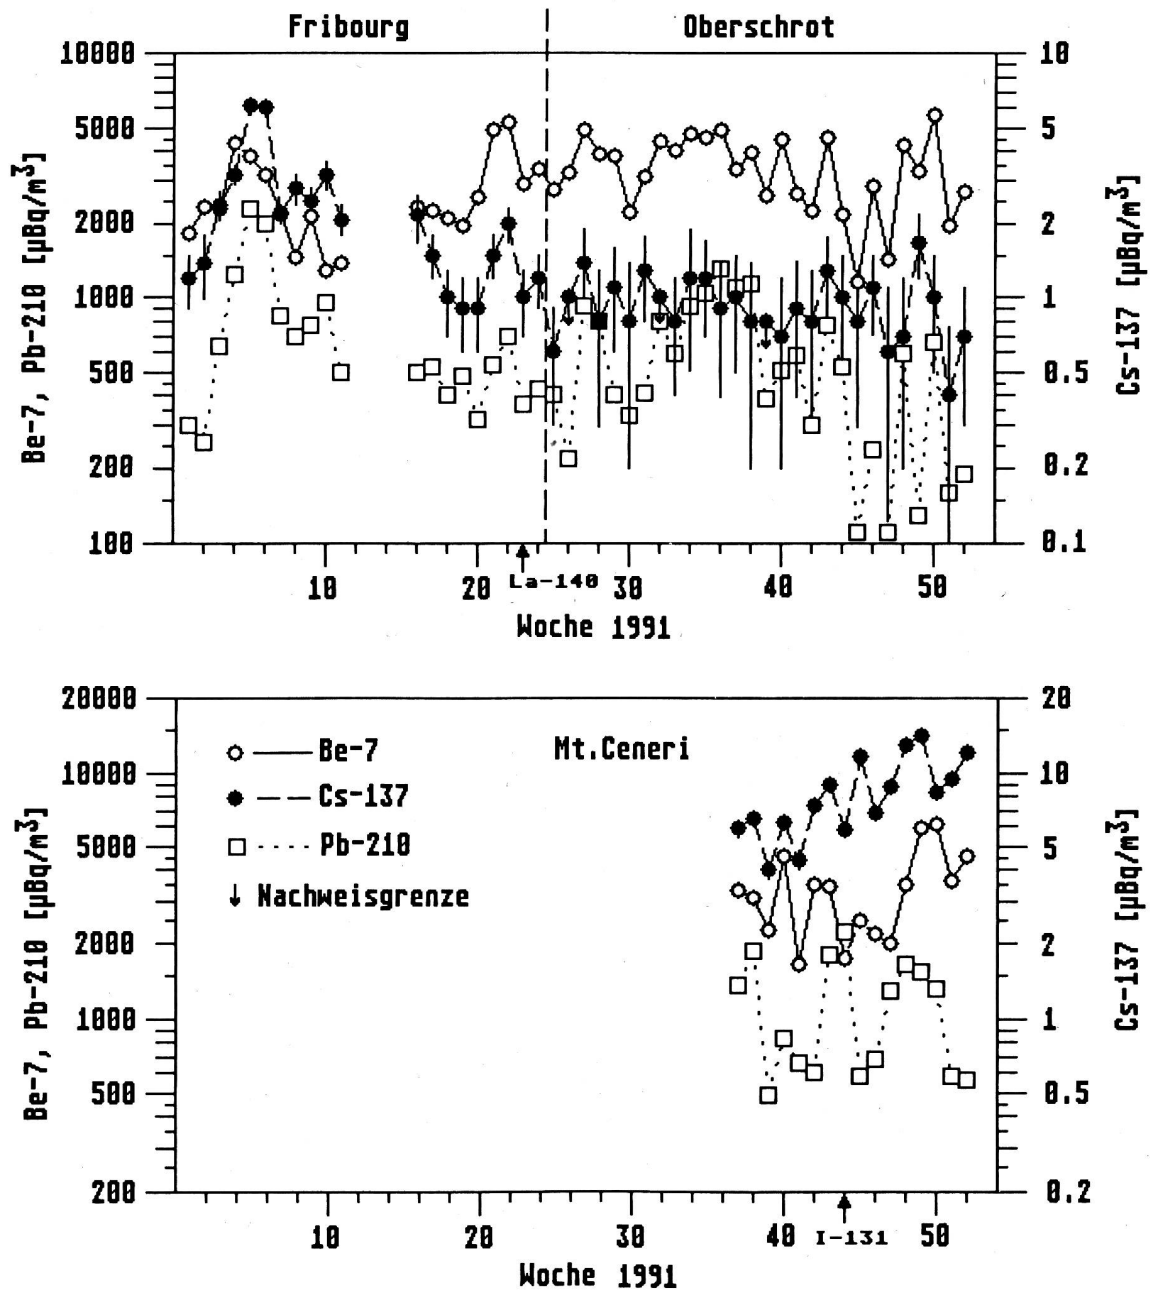 Fribourg Oberschrot
10000 10
5000 5
2000 2
1000 1
500 0.5
200 0.2
100 0.1
Be-7, Pb-210 [µBq/m³]
Cs-137 [µBq/m³]
10 20 La-140 30 40 50
Woche 1991
20000 20
10000 10
5000 5
2000 2
1000 1
500 0.5
200 0.2
Be-7, Pb-210 [µBq/m³]
Cs-137 [µBq/m³]
Mt.Ceneri
Be-7
Cs-137
Pb-210
Nachweisgrenze
10 20 30 40 I-131 50
Woche 1991